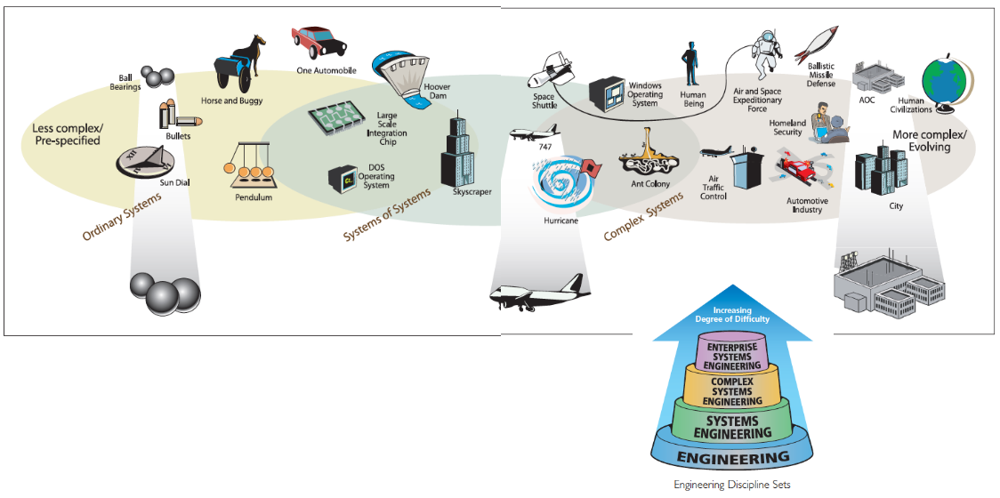 Less complex/
Pre-specified
Ball
Bearings
Bullets
XII
Sun Dial
Ordinary Systems
Horse and Buggy
One Automobile
Pendulum
Large
Scale
Integration
Chip
DOS
Operating
System
Hoover
Dam
Skyscraper
Systems of Systems
Space
Shuttle
747
Hurricane
Windows
Operating
System
Ant Colony
Complex Systems
Human
Being
Air
Traffic
Control
Air and Space
Expeditionary
Force
Ballistic
Missile
Defense
Homeland
Security
Automotive
Industry
AOC
Human
Civilizations
More complex/
Evolving
City
Increasing
Degree of Difficulty
ENTERPRISE
SYSTEMS
ENGINEERING
COMPLEX
SYSTEMS
ENGINEERING
SYSTEMS
ENGINEERING
ENGINEERING
Engineering Discipline Sets